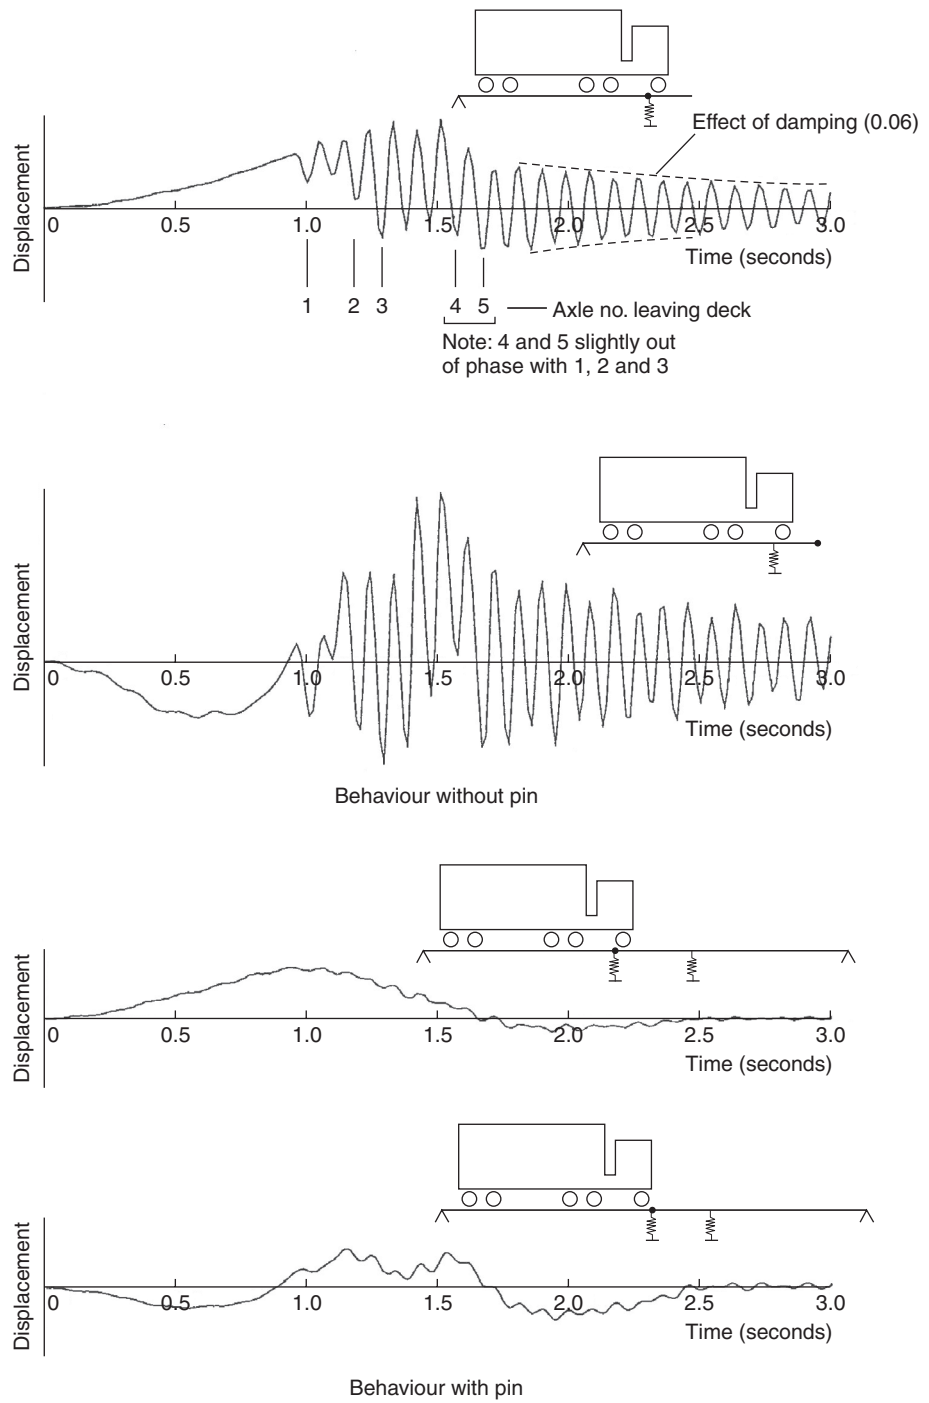 Effect of damping (0.06)
Displacement
0 0.5 1.0 1.5 2.0 2.5 3.0
Time (seconds)
1 2 3 4 5 Axle no. leaving deck
Note: 4 and 5 slightly out
of phase with 1, 2 and 3
Displacement
0 0.5 1.0 1.5 2.0 2.5 3.0
Time (seconds)
Behaviour without pin
Displacement
0 0.5 1.0 1.5 2.0 2.5 3.0
Time (seconds)
Displacement
0 0.5 1.0 1.5 2.0 2.5 3.0
Time (seconds)
Behaviour with pin